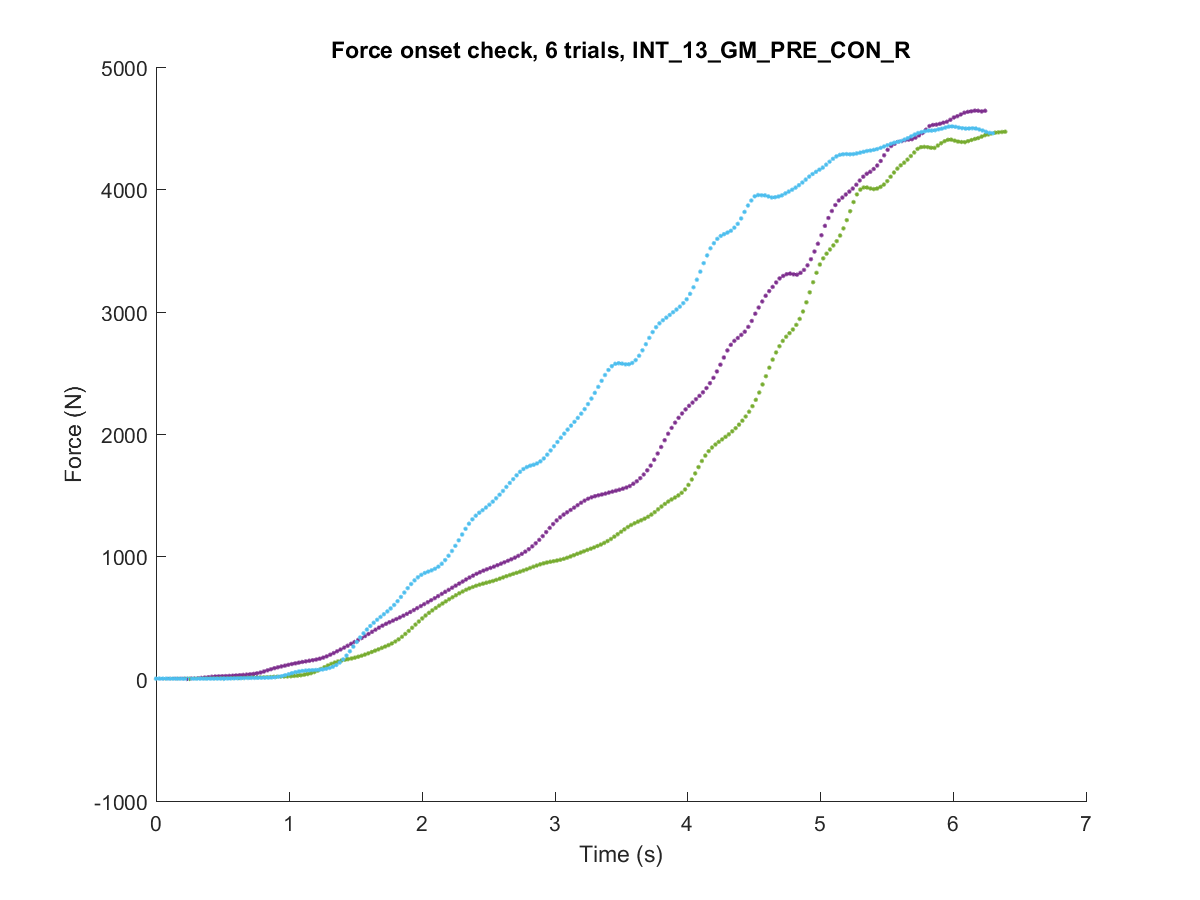 Force onset check, 6 trials, INT_13_GM_PRE_CON_R
5000
4000
3000
2000
1000
0
-1000
Force (N)
0 1 2 3 4 5 6 7
Time (s)